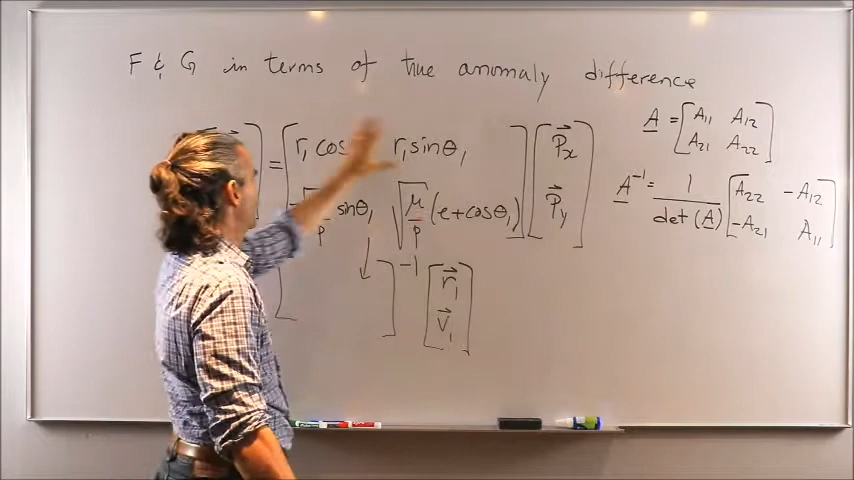 F & G in terms of true anomaly difference
= [ r₁ cos r₁ sinθ₁ ] [ P⃗x
p sinθ₁ √μ/p (e+cosθ₁) ] P⃗y ]
A = [ A₁₁ A₁₂
A₂₁ A₂₂ ]
A⁻¹ = 1/det(A) [ A₂₂ -A₁₂
-A₂₁ A₁₁ ]
]⁻¹ [ r⃗₁
v⃗₁ ]